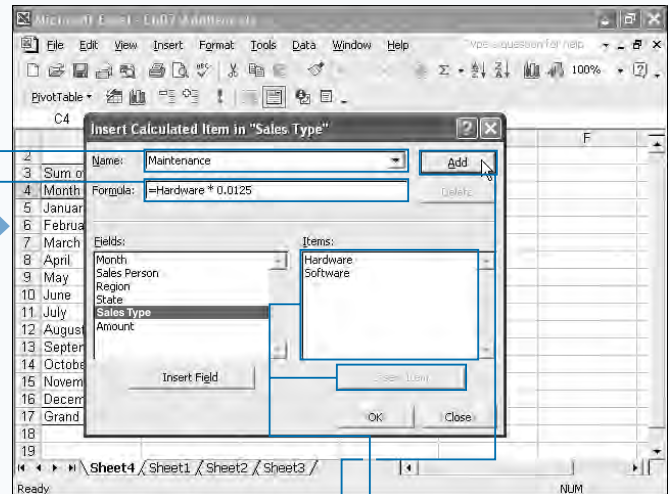 Microsoft Excel - Ch07 Additem.xls
File Edit View Insert Format Tools Data Window Help Type a question for help
Σ 100%
PivotTable
C4
Insert Calculated Item in "Sales Type"
F
Name: Maintenance Add
Formula: =Hardware * 0.0125 Delete
Fields: Items:
Month
Sales Person
Region
State
Sales Type
Amount
Hardware
Software
Insert Field Insert Item
OK Close
2
3 Sum o
4 Month
5 Januar
6 Februa
7 March
8 April
9 May
10 June
11 July
12 August
13 Septem
14 Octobe
15 Novem
16 Decem
17 Grand
18
19
Sheet4 Sheet1 Sheet2 Sheet3
Ready NUM